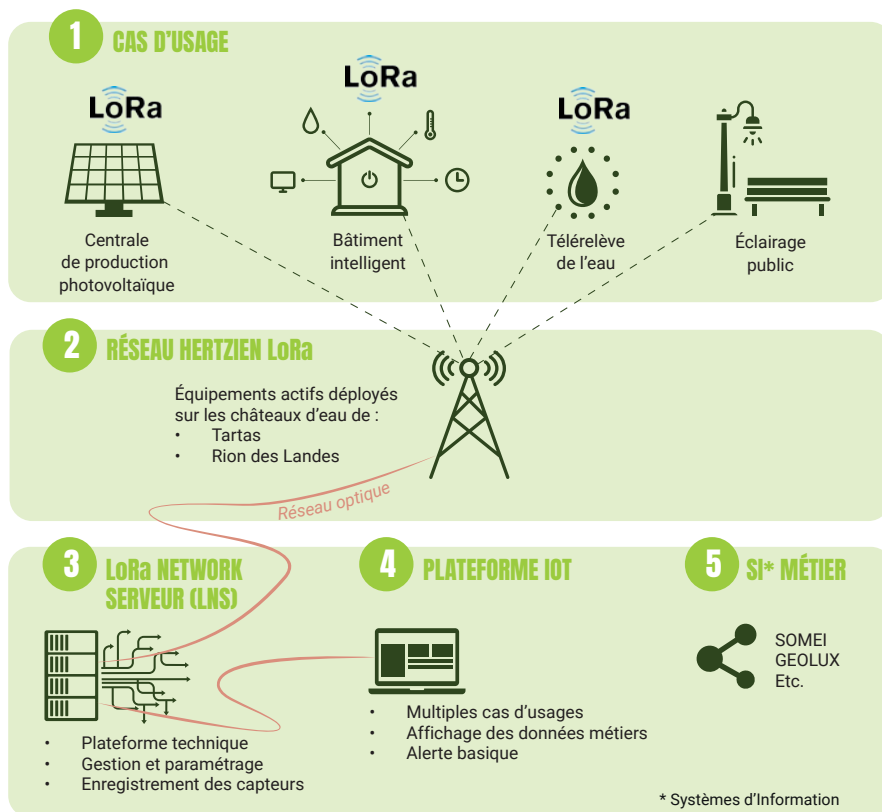 1 CAS D'USAGE
LoRa
LoRa
LoRa
Centrale
de production
photovoltaïque
Bâtiment
intelligent
Télérelève
de l'eau
Éclairage
public
2 RÉSEAU HERTZIEN LoRa
Équipements actifs déployés
sur les châteaux d'eau de :
• Tartas
• Rion des Landes
Réseau optique
3 LoRa NETWORK
SERVEUR (LNS)
• Plateforme technique
• Gestion et paramétrage
• Enregistrement des capteurs
4 PLATEFORME IOT
• Multiples cas d'usages
• Affichage des données métiers
• Alerte basique
5 SI* MÉTIER
SOMEI
GEOLUX
Etc.
* Systèmes d'Information